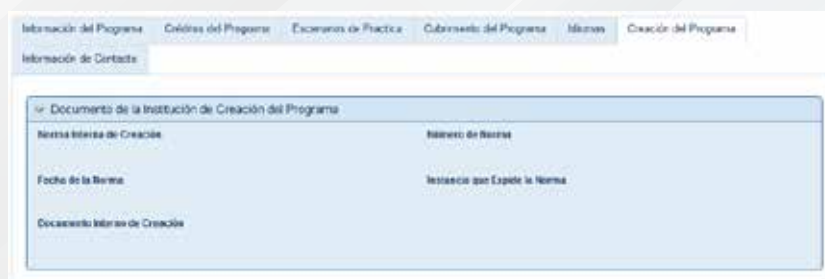 Información del Programa Créditos del Programa Escenarios de Práctica Cubrimiento del Programa Idiomas Creación del Programa
Información de Contacto
Documento de la Institución de Creación del Programa
Norma Interna de Creación Número de Norma
Fecha de la Norma Instancia que Expide la Norma
Documento Interno de Creación